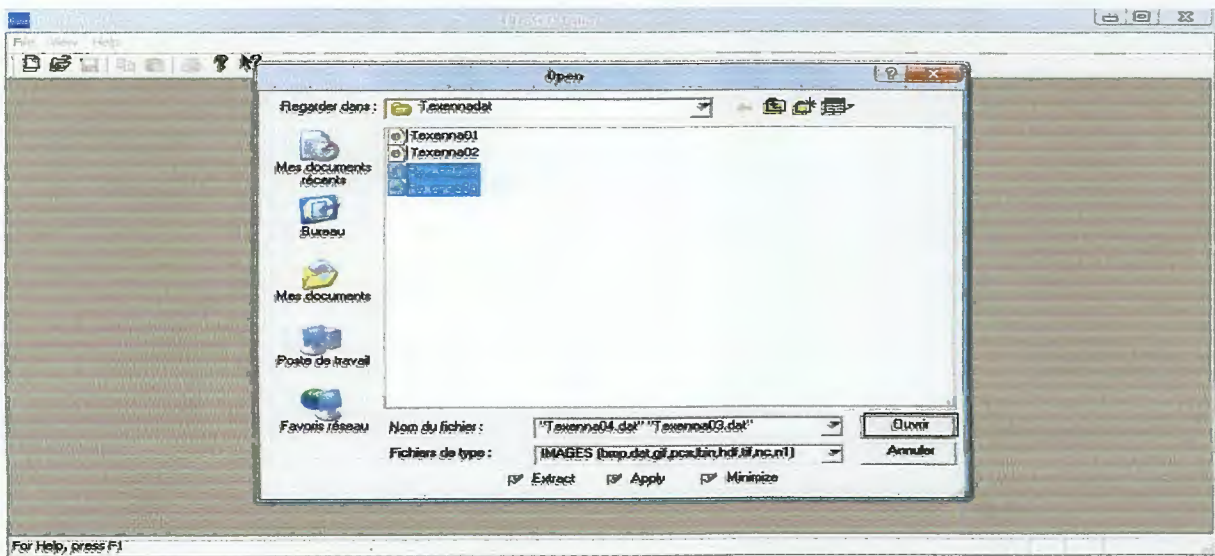 File View Help
Open
Regarder dans :
Texennadat
Texenna01
Texenna02
Mes documents
récents
Bureau
Mes documents
Poste de travail
Favoris réseau
Nom du fichier :
"Texenna04.dat" "Texenna03.dat"
Ouvrir
Fichiers de type :
IMAGES (bmp,dat,gif,pcx,bin,hdf,tif,nc,n1)
Annuler
Extract
Apply
Minimize
For Help, press F1